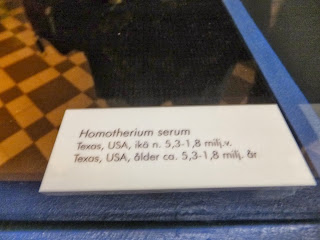 Homotherium serum
Texas, USA, ikä n. 5,3-1,8 milj.v.
Texas, USA, ålder ca. 5,3-1,8 milj. år